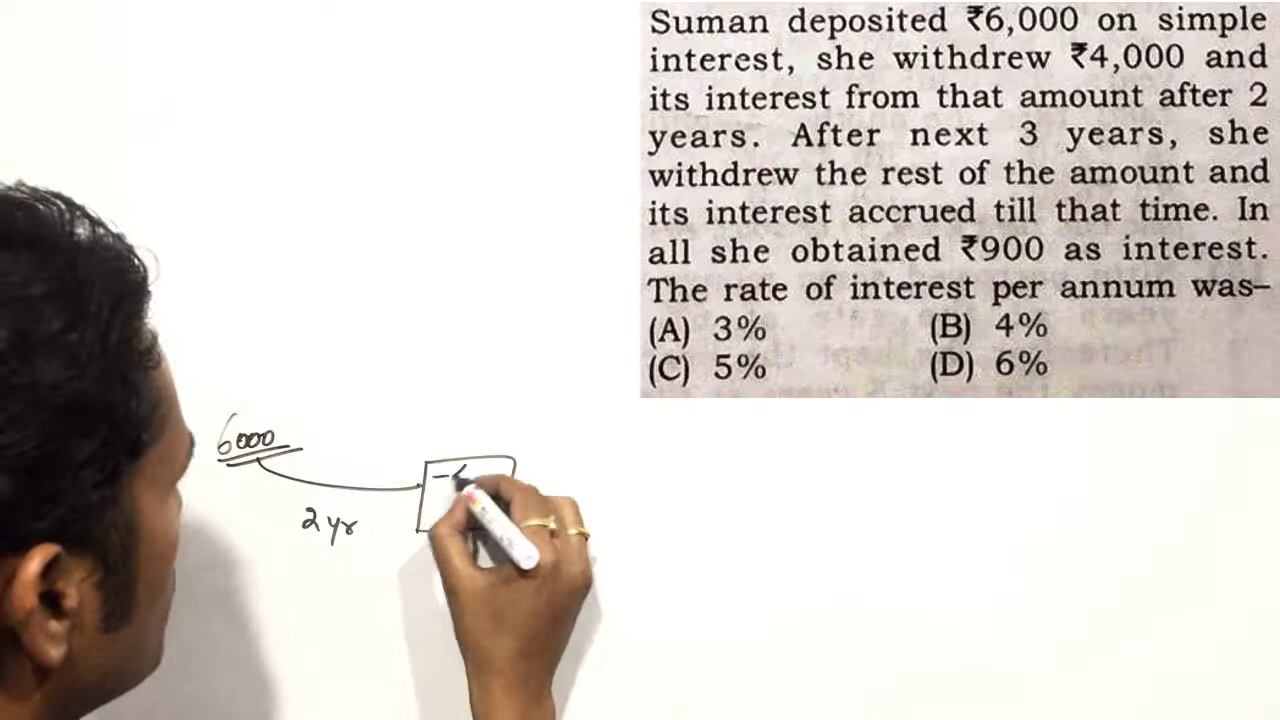 Suman deposited ₹6,000 on simple
interest, she withdrew ₹4,000 and
its interest from that amount after 2
years. After next 3 years, she
withdrew the rest of the amount and
its interest accrued till that time. In
all she obtained ₹900 as interest.
The rate of interest per annum was–
(A) 3% (B) 4%
(C) 5% (D) 6%
6000
2 yr